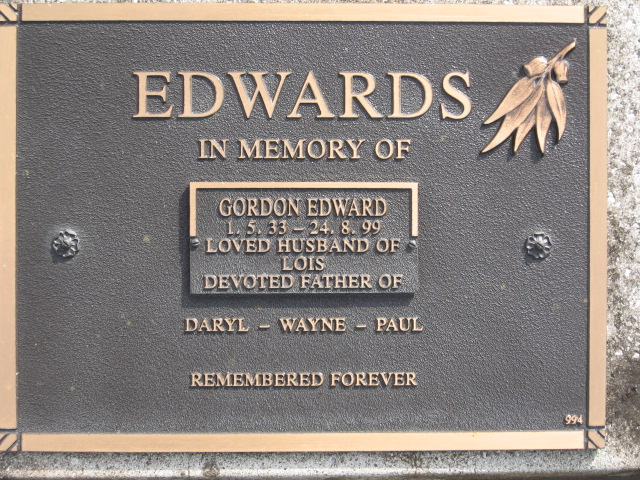 EDWARDS
IN MEMORY OF
GORDON EDWARD
1. 5. 33 – 24. 8. 99
LOVED HUSBAND OF
LOIS
DEVOTED FATHER OF
DARYL – WAYNE – PAUL
REMEMBERED FOREVER
994